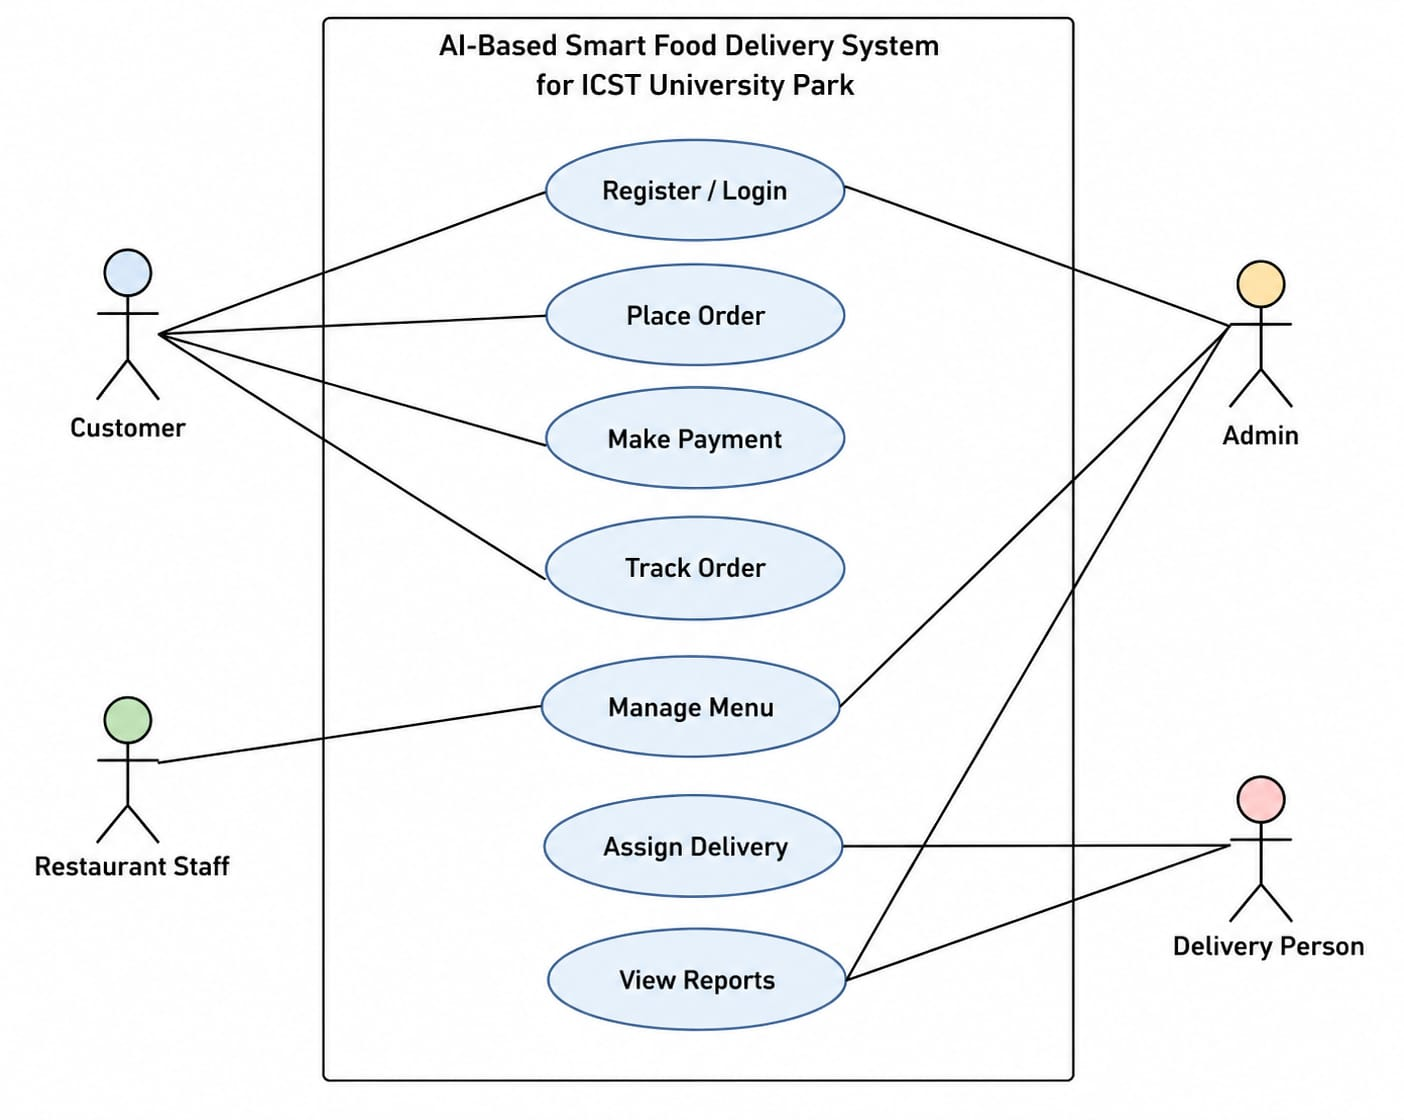 AI-Based Smart Food Delivery System
for ICST University Park
Register / Login
Place Order
Make Payment
Track Order
Manage Menu
Assign Delivery
View Reports
Customer
Restaurant Staff
Admin
Delivery Person